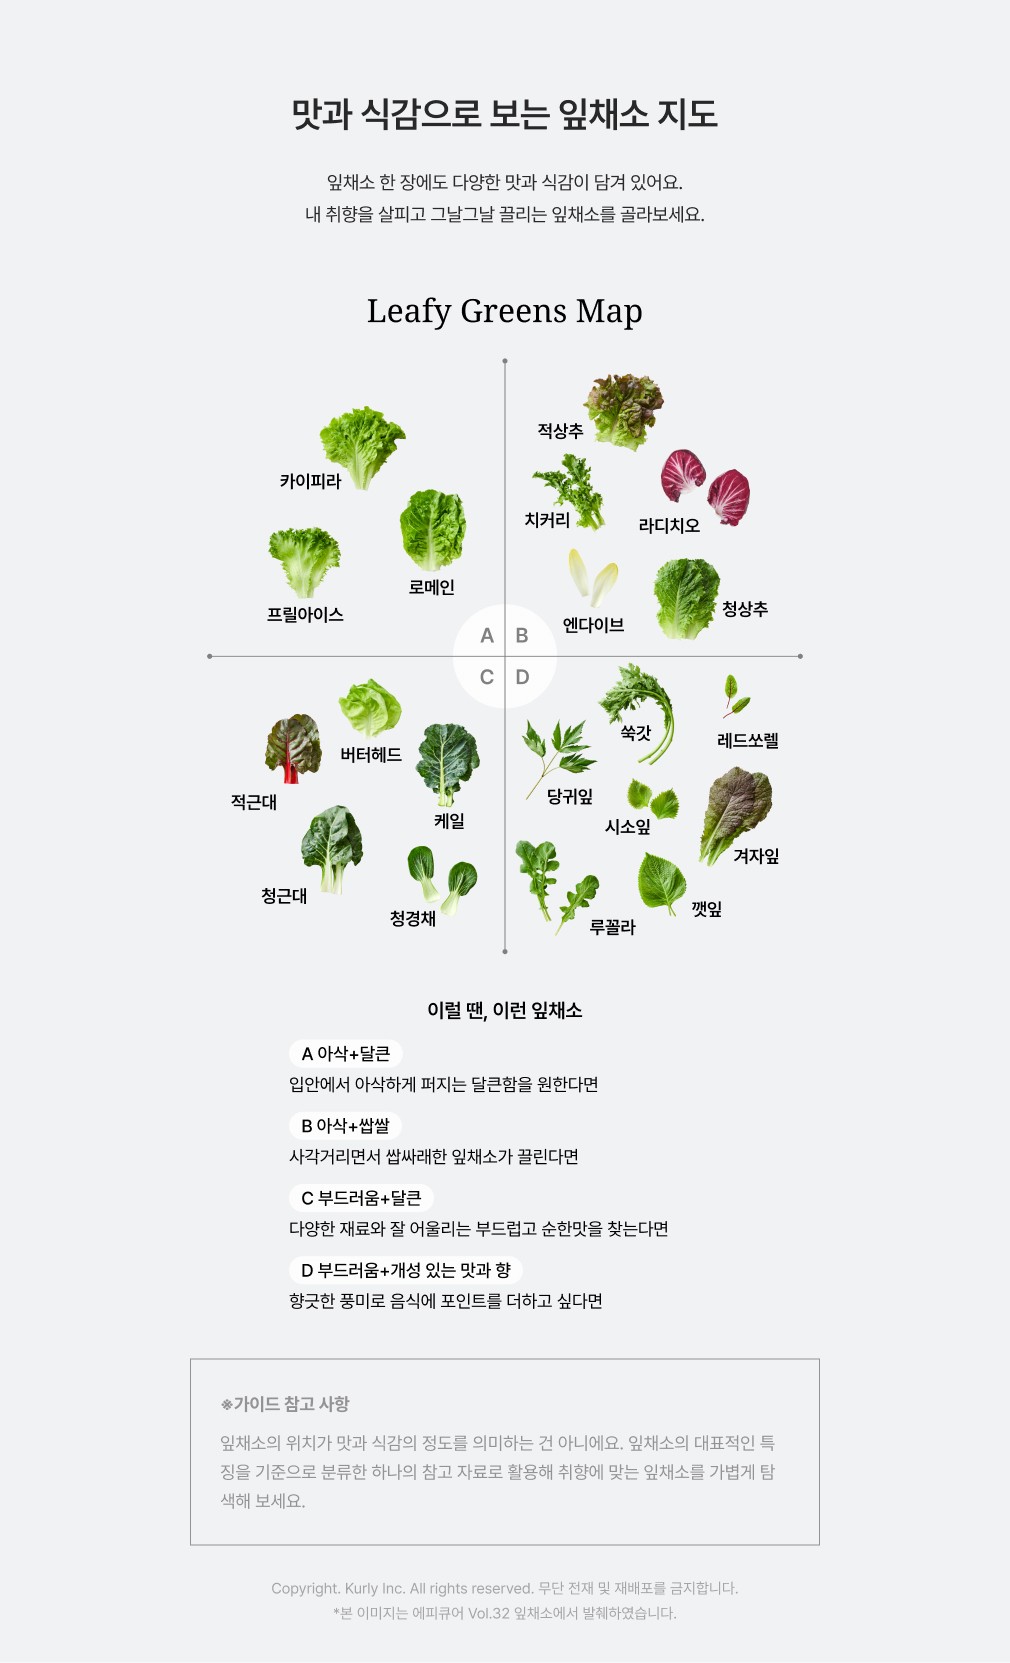 맛과 식감으로 보는 잎채소 지도
잎채소 한 장에도 다양한 맛과 식감이 담겨 있어요.
내 취향을 살피고 그날그날 끌리는 잎채소를 골라보세요.
Leafy Greens Map
카이피라
로메인
프릴아이스
적상추
치커리
라디치오
엔다이브
청상추
A
B
C
D
버터헤드
적근대
케일
청근대
청경채
쑥갓
레드쏘렐
당귀잎
시소잎
겨자잎
깻잎
루꼴라
이럴 땐, 이런 잎채소
A 아삭+달큰
입안에서 아삭하게 퍼지는 달큰함을 원한다면
B 아삭+쌉쌀
사각거리면서 쌉싸래한 잎채소가 끌린다면
C 부드러움+달큰
다양한 재료와 잘 어울리는 부드럽고 순한맛을 찾는다면
D 부드러움+개성 있는 맛과 향
향긋한 풍미로 음식에 포인트를 더하고 싶다면
※가이드 참고 사항
잎채소의 위치가 맛과 식감의 정도를 의미하는 건 아니에요. 잎채소의 대표적인 특
징을 기준으로 분류한 하나의 참고 자료로 활용해 취향에 맞는 잎채소를 가볍게 탐
색해 보세요.
Copyright. Kurly Inc. All rights reserved. 무단 전재 및 재배포를 금지합니다.
*본 이미지는 에피큐어 Vol.32 잎채소에서 발췌하였습니다.